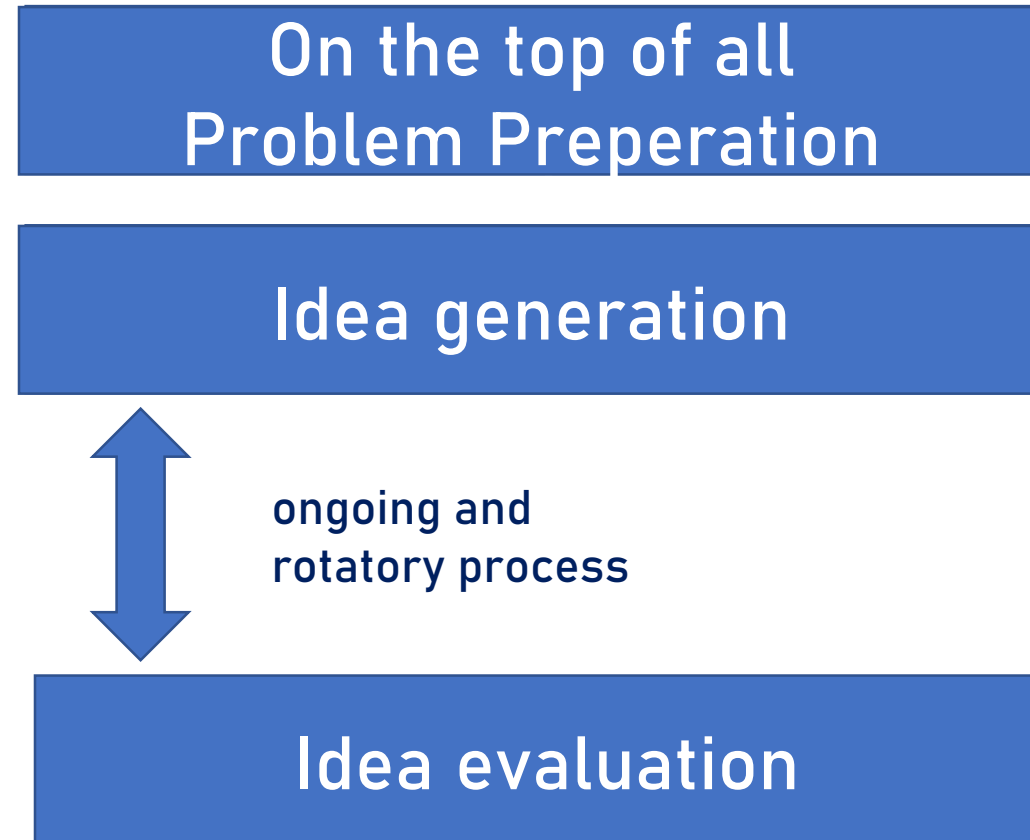 On the top of all
Problem Preperation
Idea generation
ongoing and
rotatory process
Idea evaluation